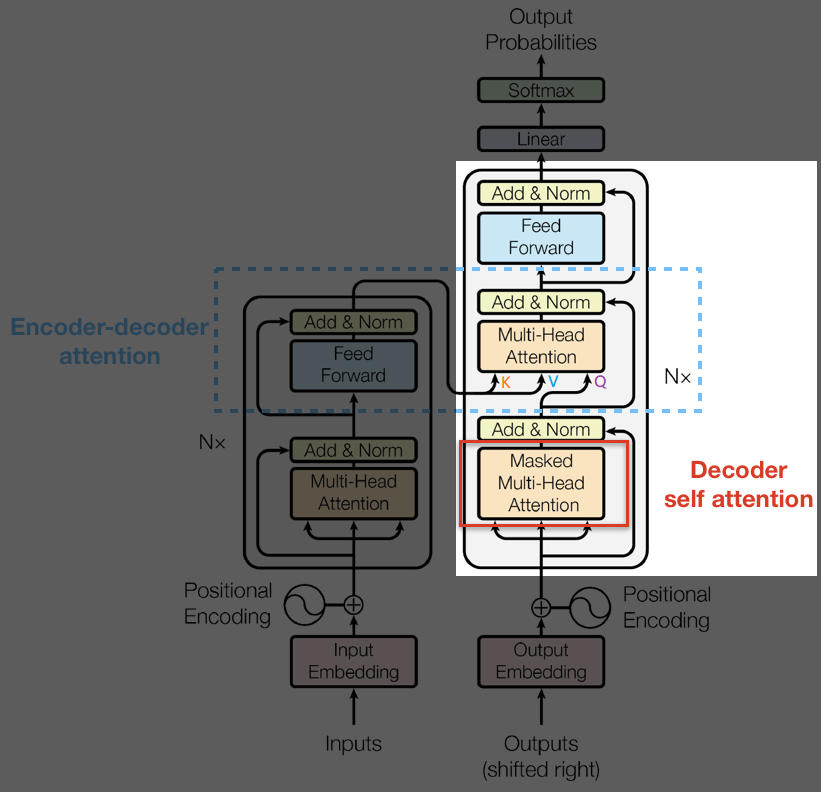 Output
Probabilities
Softmax
Linear
Add & Norm
Feed
Forward
Add & Norm
Multi-Head
Attention
K
V
Q
N×
Add & Norm
Masked
Multi-Head
Attention
Decoder
self attention
Encoder-decoder
attention
Add & Norm
Feed
Forward
N×
Add & Norm
Multi-Head
Attention
Positional
Encoding
Positional
Encoding
Input
Embedding
Output
Embedding
Inputs
Outputs
(shifted right)